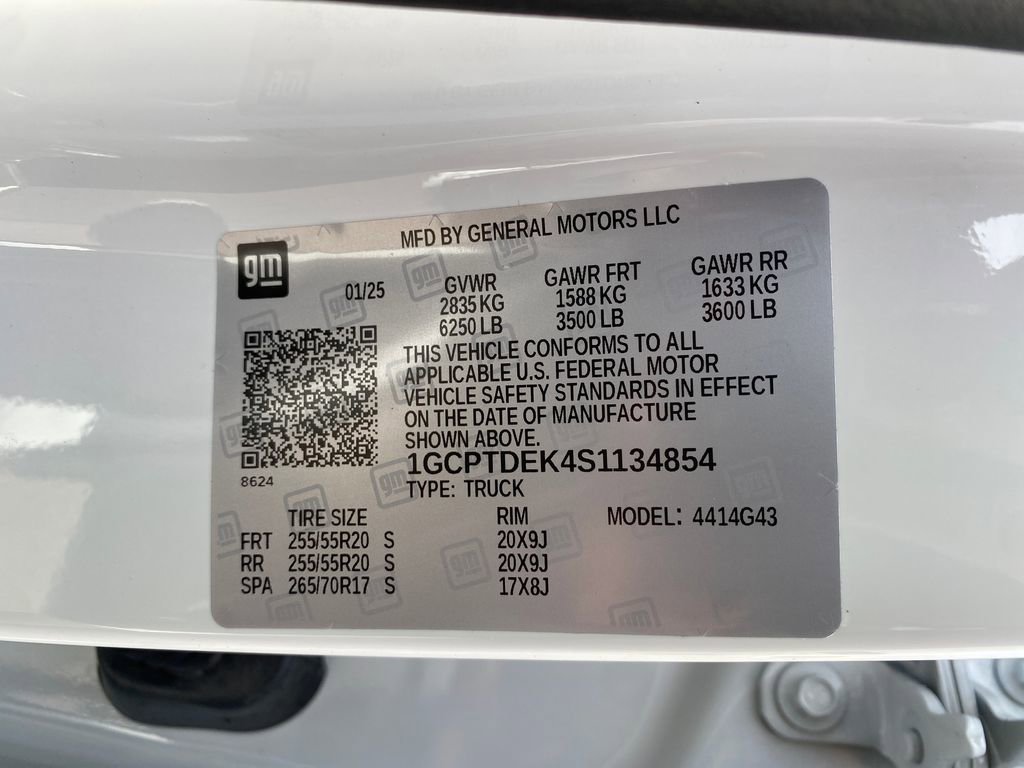 MFD BY GENERAL MOTORS LLC
gm
01/25
GVWR
2835 KG
6250 LB
GAWR FRT
1588 KG
3500 LB
GAWR RR
1633 KG
3600 LB
THIS VEHICLE CONFORMS TO ALL
APPLICABLE U.S. FEDERAL MOTOR
VEHICLE SAFETY STANDARDS IN EFFECT
ON THE DATE OF MANUFACTURE
SHOWN ABOVE.
8624
1GCPTDEK4S1134854
TYPE: TRUCK
TIRE SIZE RIM MODEL: 4414G43
FRT 255/55R20 S 20X9J
RR 255/55R20 S 20X9J
SPA 265/70R17 S 17X8J